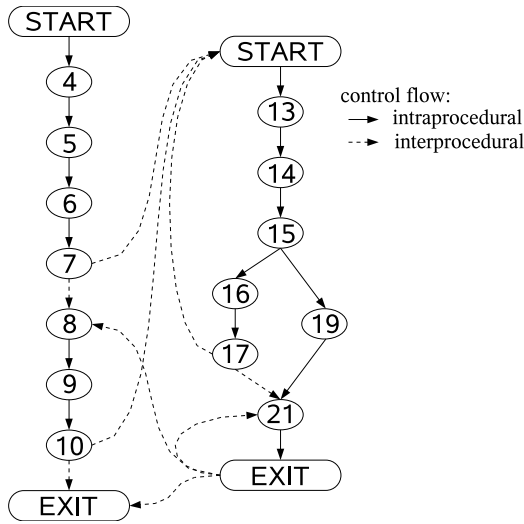 START
4
5
6
7
8
9
10
EXIT
START
13
14
15
16
19
17
21
EXIT
control flow:
intraprocedural
interprocedural